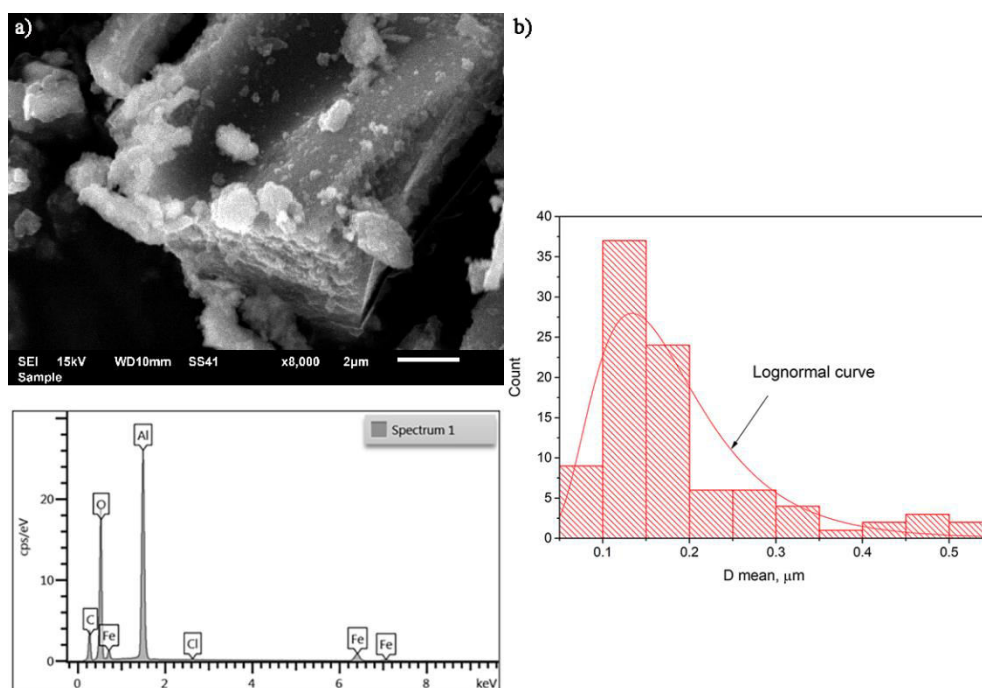 a)
SEI 15kV WD10mm SS41 x8,000 2μm
Sample
b)
Spectrum 1
cps/eV
20
10
0
C
O
Fe
Al
Cl
Fe
Fe
0 2 4 6 8 keV
Count
40
35
30
25
20
15
10
5
0
Lognormal curve
0.1 0.2 0.3 0.4 0.5
D mean, μm